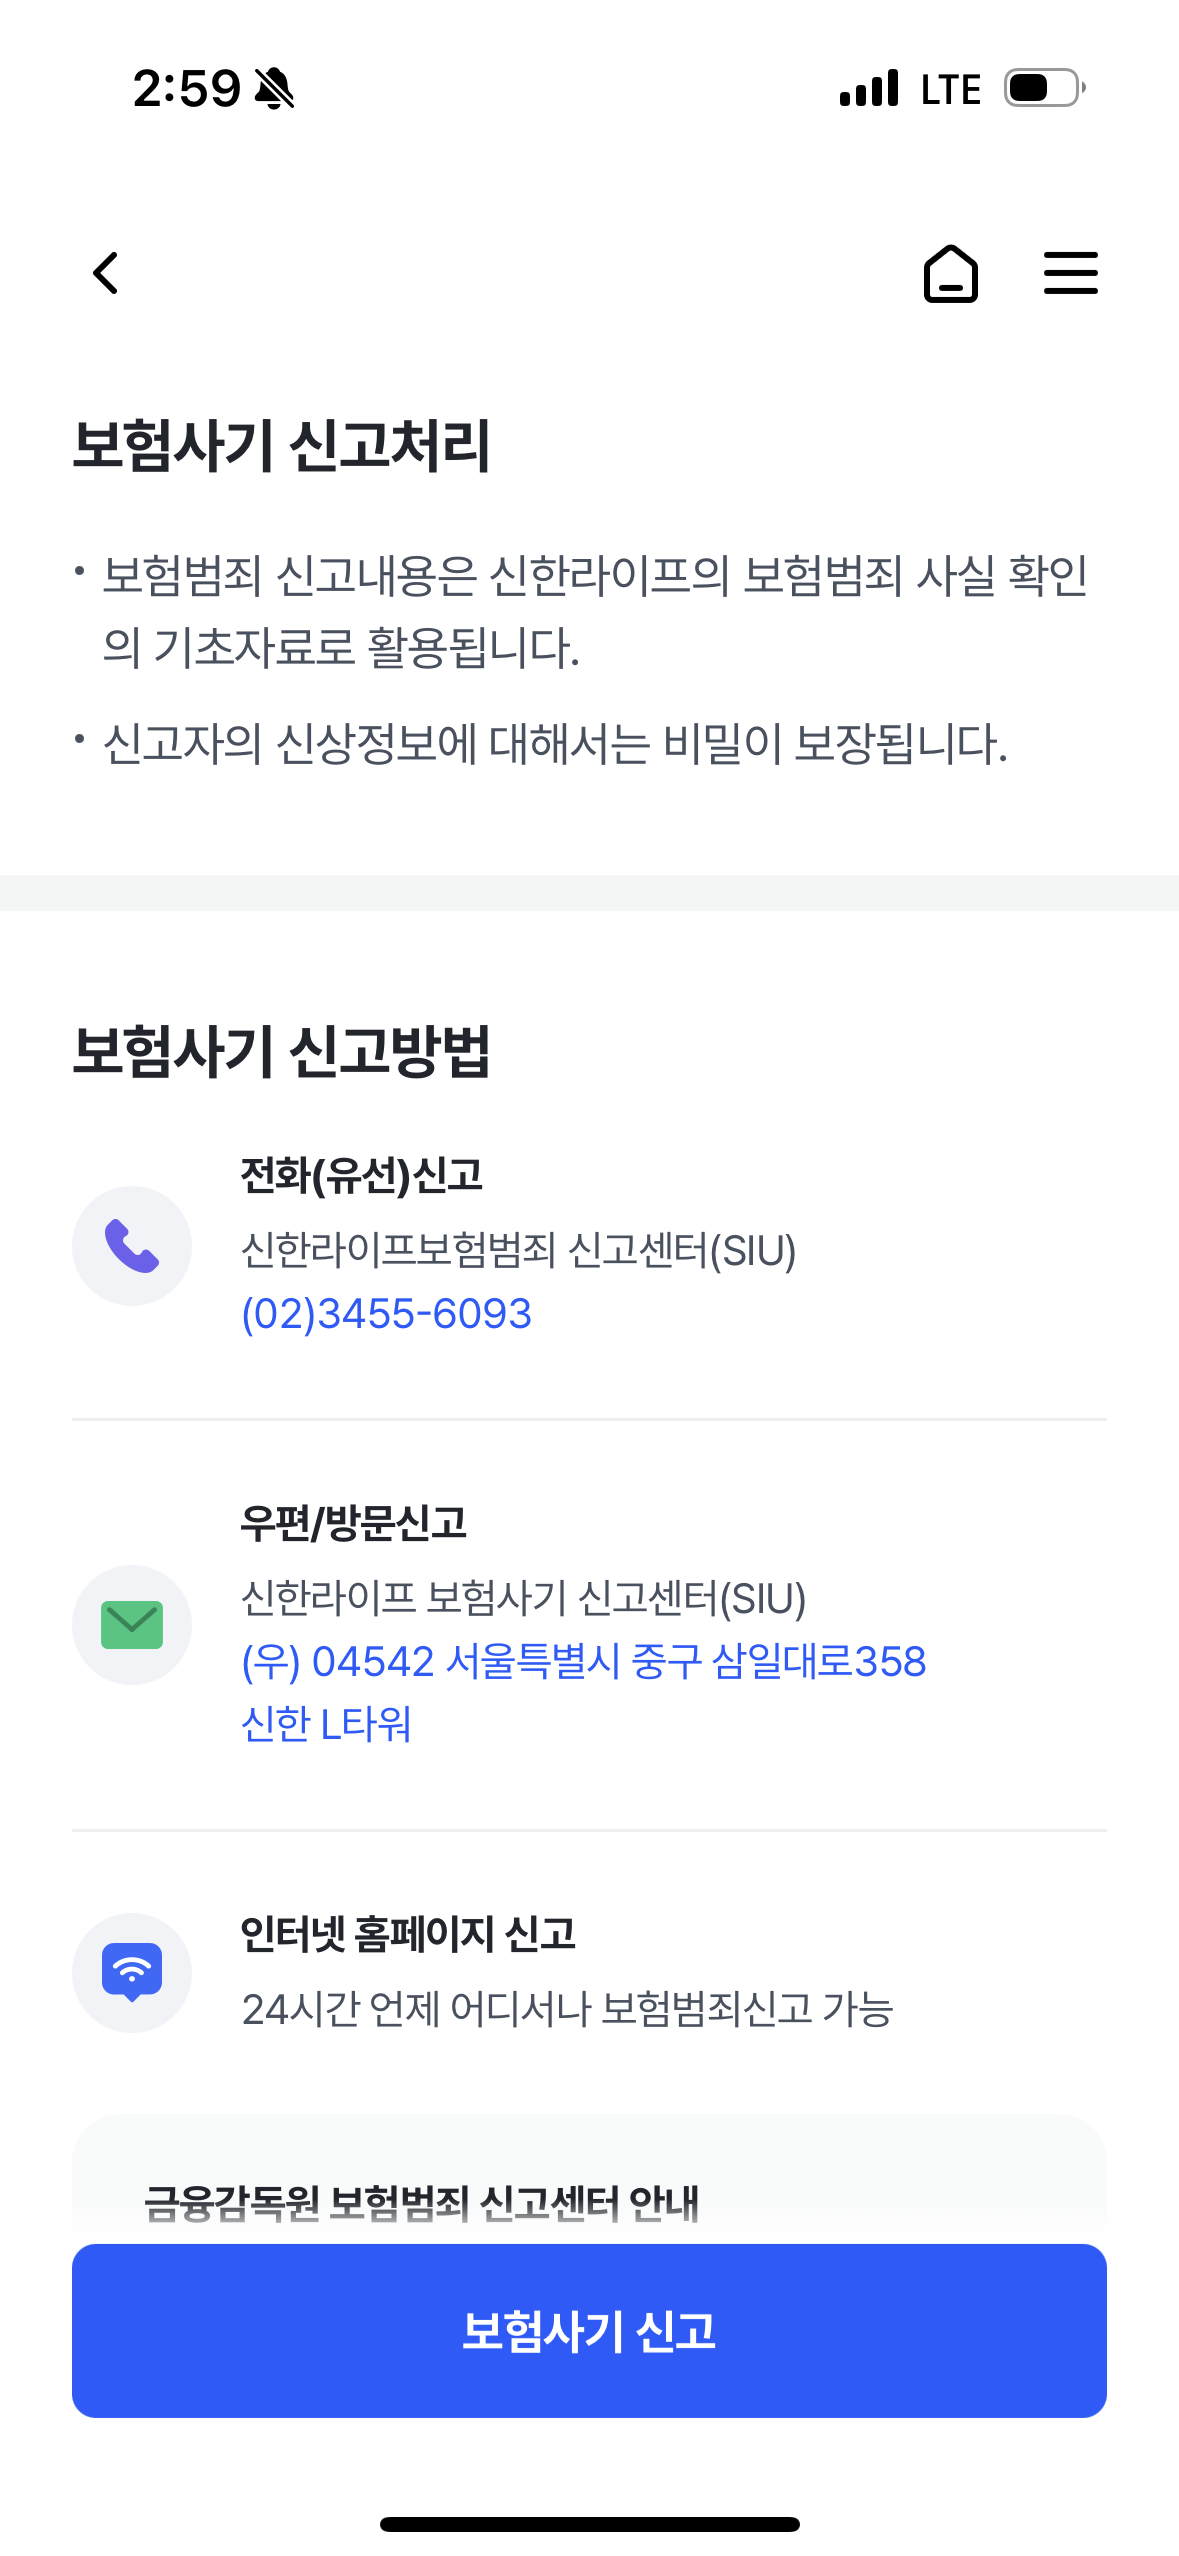 2:59
LTE
보험사기 신고처리
• 보험범죄 신고내용은 신한라이프의 보험범죄 사실 확인
의 기초자료로 활용됩니다.
• 신고자의 신상정보에 대해서는 비밀이 보장됩니다.
보험사기 신고방법
전화(유선)신고
신한라이프보험범죄 신고센터(SIU)
(02)3455-6093
우편/방문신고
신한라이프 보험사기 신고센터(SIU)
(우) 04542 서울특별시 중구 삼일대로358
신한 L타워
인터넷 홈페이지 신고
24시간 언제 어디서나 보험범죄신고 가능
금융감독원 보험범죄 신고센터 안내
보험사기 신고